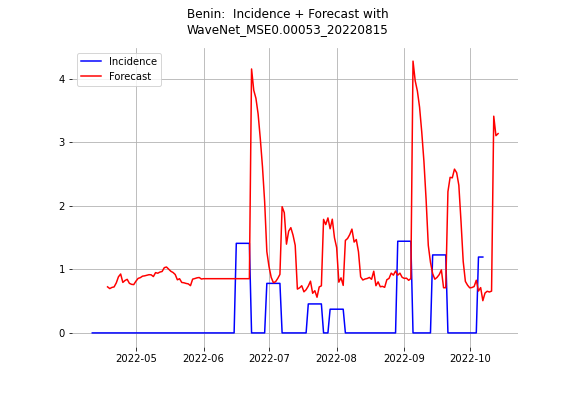 Benin:  Incidence + Forecast with
WaveNet_MSE0.00053_20220815
Incidence
Forecast
4
3
2
1
0
2022-05
2022-06
2022-07
2022-08
2022-09
2022-10